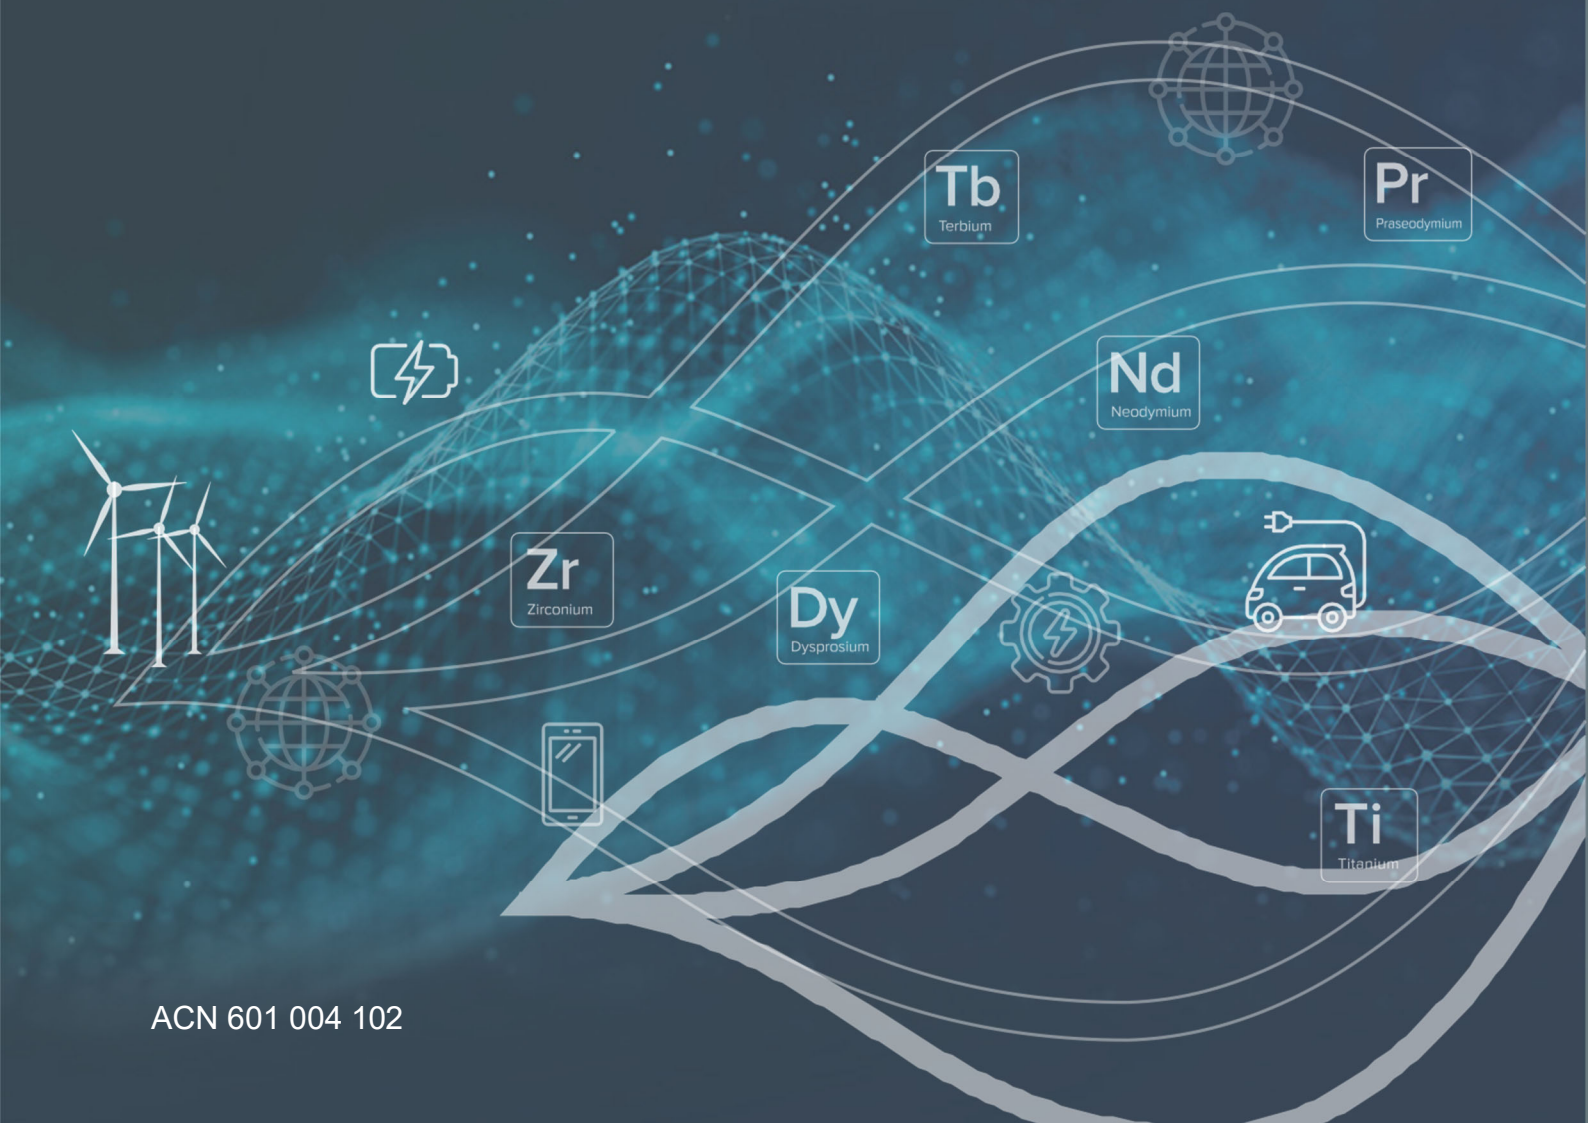 Tb
Terbium
Pr
Praseodymium
Nd
Neodymium
Zr
Zirconium
Dy
Dysprosium
Ti
Titanium
ACN 601 004 102